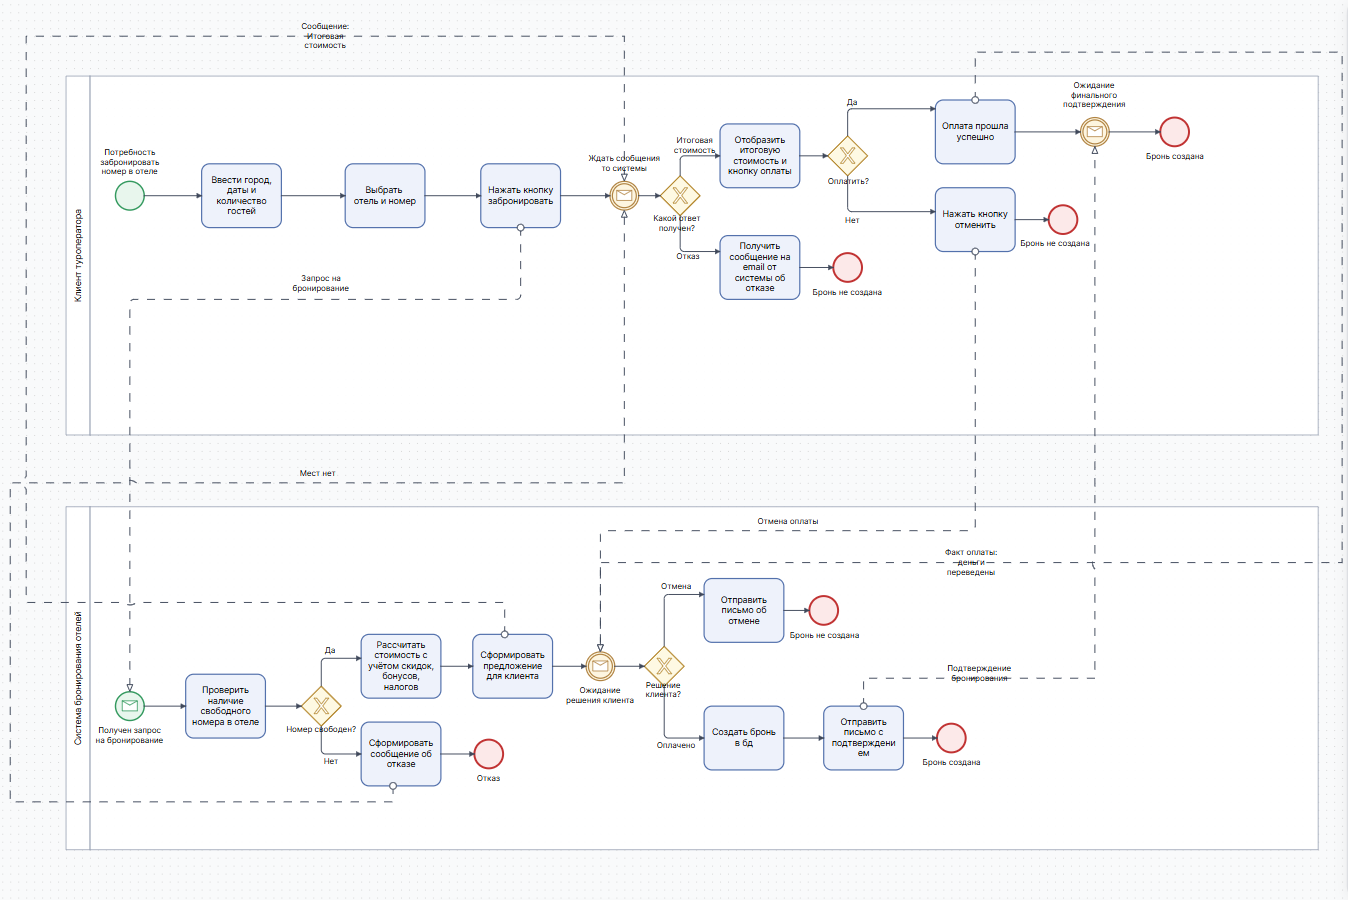 Сообщение:
Итоговая
стоимость
Клиент туроператора
Потребность
забронировать
номер в отеле
Ввести город,
даты и
количество
гостей
Выбрать
отель и номер
Нажать кнопку
забронировать
Запрос на
бронирование
Ждать сообщения
то системы
Какой ответ
получен?
Итоговая
стоимость
Отказ
Отобразить
итоговую
стоимость и
кнопку оплаты
Получить
сообщение на
email от
системы об
отказе
Бронь не создана
Оплатить?
Да
Нет
Оплата прошла
успешно
Нажать кнопку
отменить
Бронь не создана
Ожидание
финального
подтверждения
Бронь создана
Мест нет
Отмена оплаты
Факт оплаты:
деньги
переведены
Система бронирования отелей
Получен запрос
на бронирование
Проверить
наличие
свободного
номера в отеле
Номер свободен?
Да
Нет
Рассчитать
стоимость с
учётом скидок,
бонусов,
налогов
Сформировать
предложение
для клиента
Сформировать
сообщение об
отказе
Отказ
Ожидание
решения клиента
Решение
клиента?
Отмена
Оплачено
Отправить
письмо об
отмене
Бронь не создана
Создать бронь
в бд
Отправить
письмо с
подтверждени
ем
Подтверждение
бронирования
Бронь создана